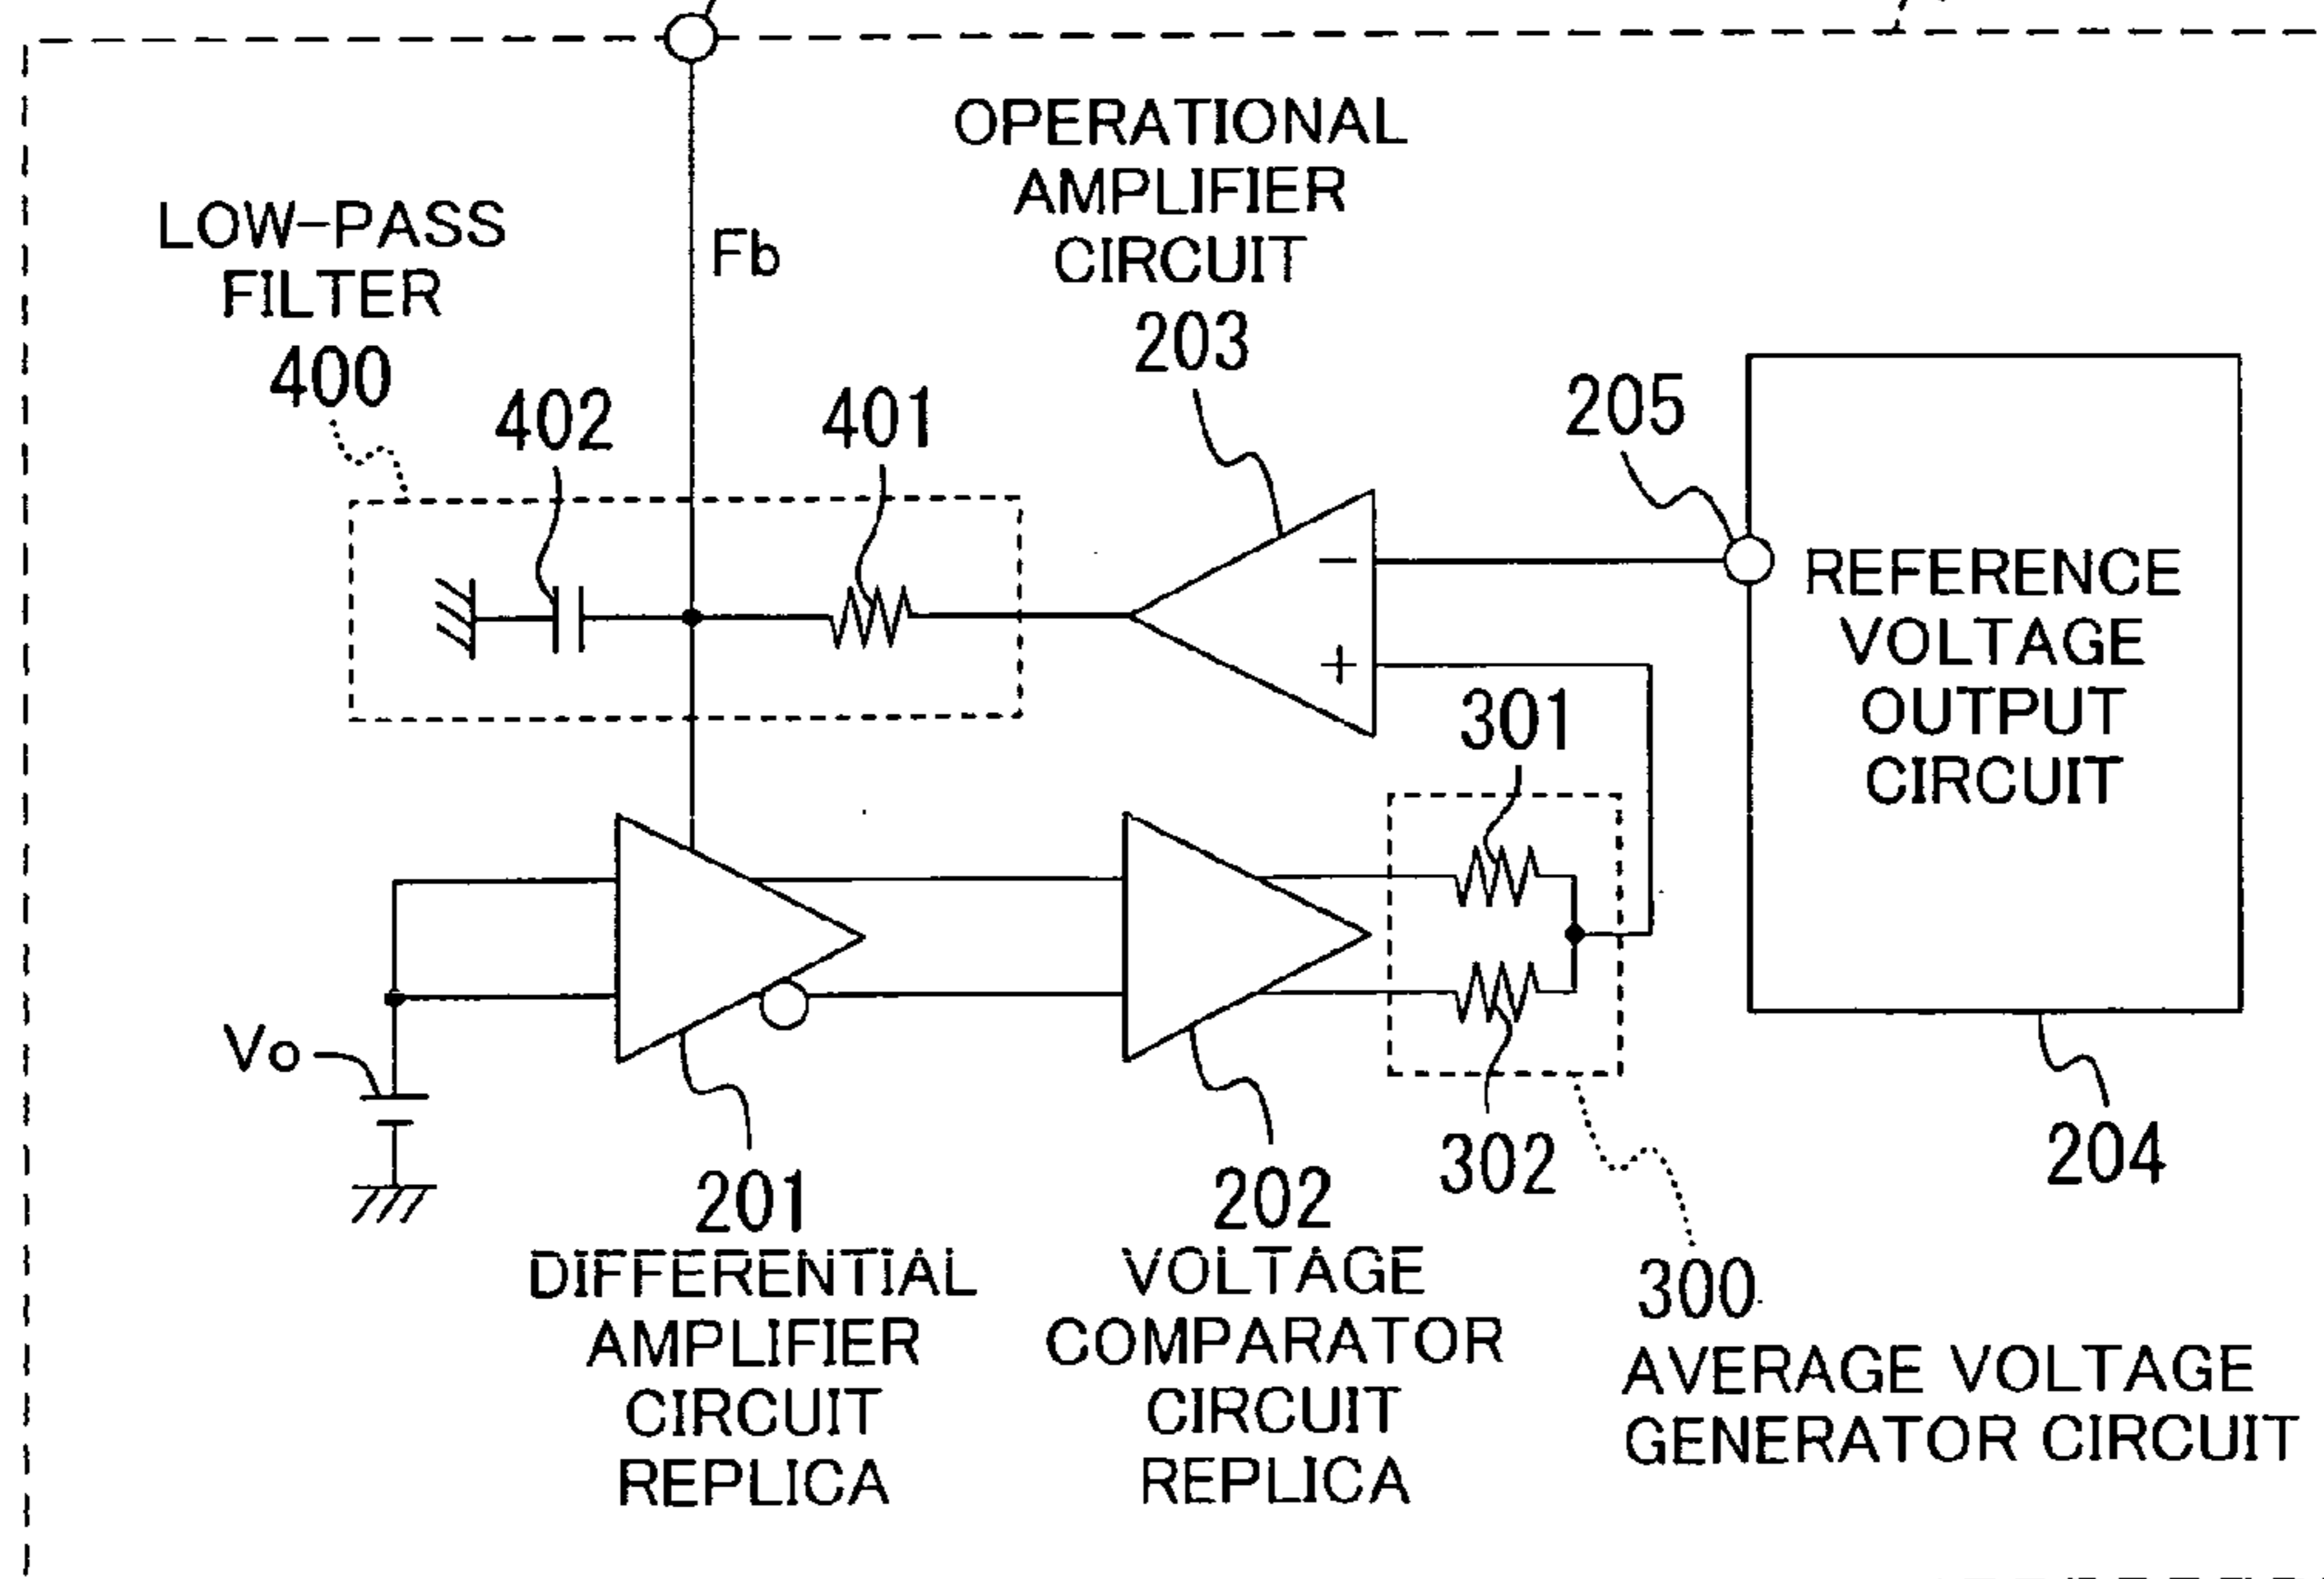 OPERATIONAL
AMPLIFIER
CIRCUIT
203
LOW-PASS
FILTER
400
Fb
402
401
205
−
+
REFERENCE
VOLTAGE
OUTPUT
CIRCUIT
301
Vo
302
204
201
DIFFERENTIAL
AMPLIFIER
CIRCUIT
REPLICA
202
VOLTAGE
COMPARATOR
CIRCUIT
REPLICA
300
AVERAGE VOLTAGE
GENERATOR CIRCUIT